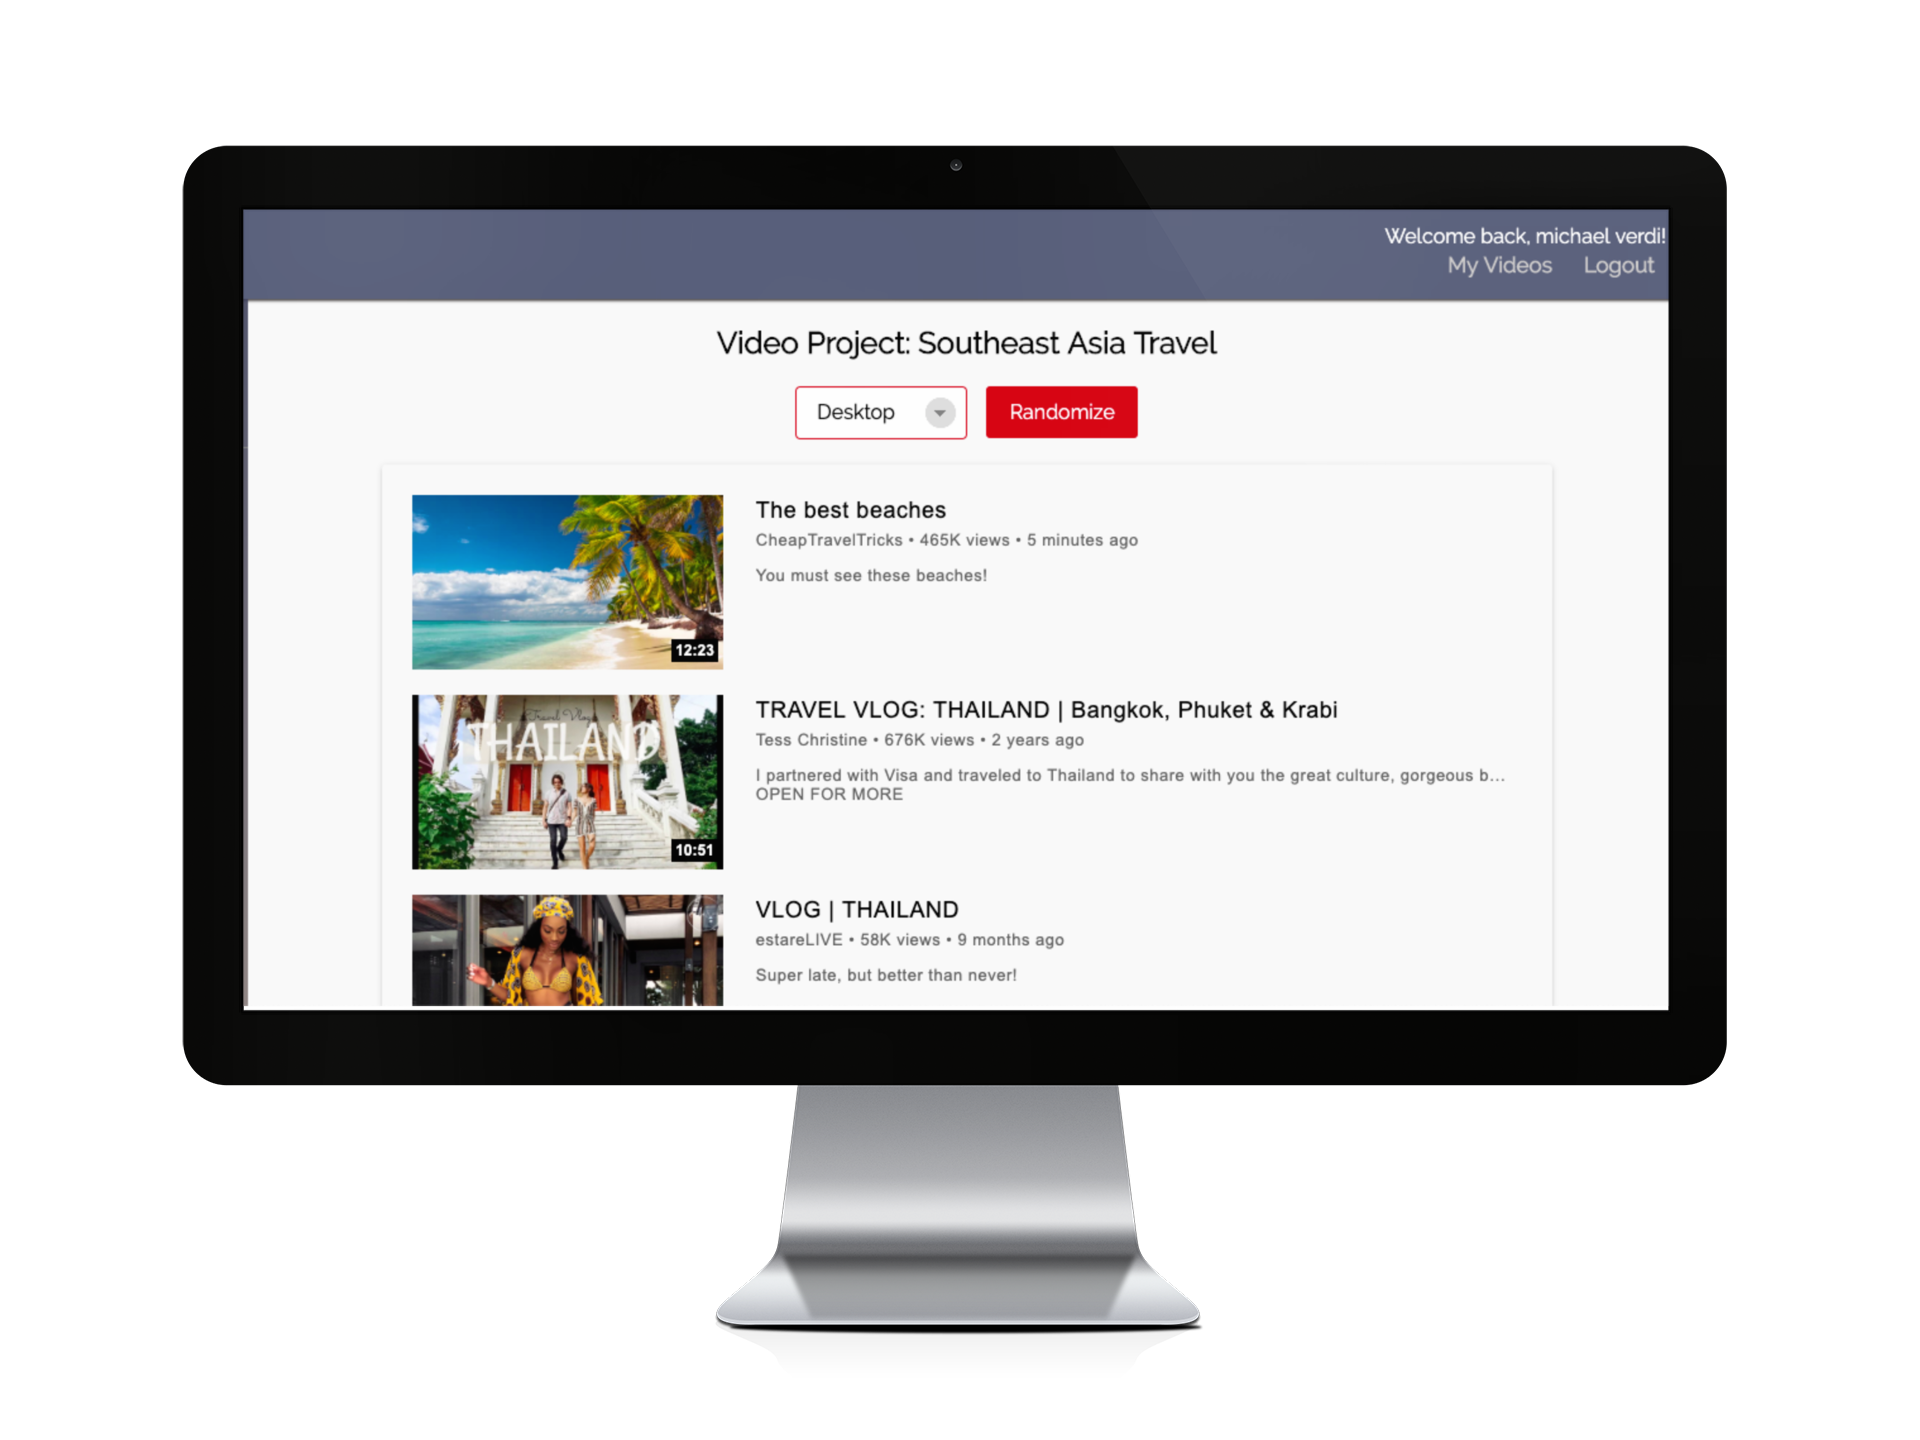 Welcome back, michael verdi!
My Videos Logout
Video Project: Southeast Asia Travel
Desktop Randomize
The best beaches
CheapTravelTricks • 465K views • 5 minutes ago
You must see these beaches!
12:23
Travel Vlog
THAILAND
10:51
TRAVEL VLOG: THAILAND | Bangkok, Phuket & Krabi
Tess Christine • 676K views • 2 years ago
I partnered with Visa and traveled to Thailand to share with you the great culture, gorgeous b...
OPEN FOR MORE
VLOG | THAILAND
estareLIVE • 58K views • 9 months ago
Super late, but better than never!